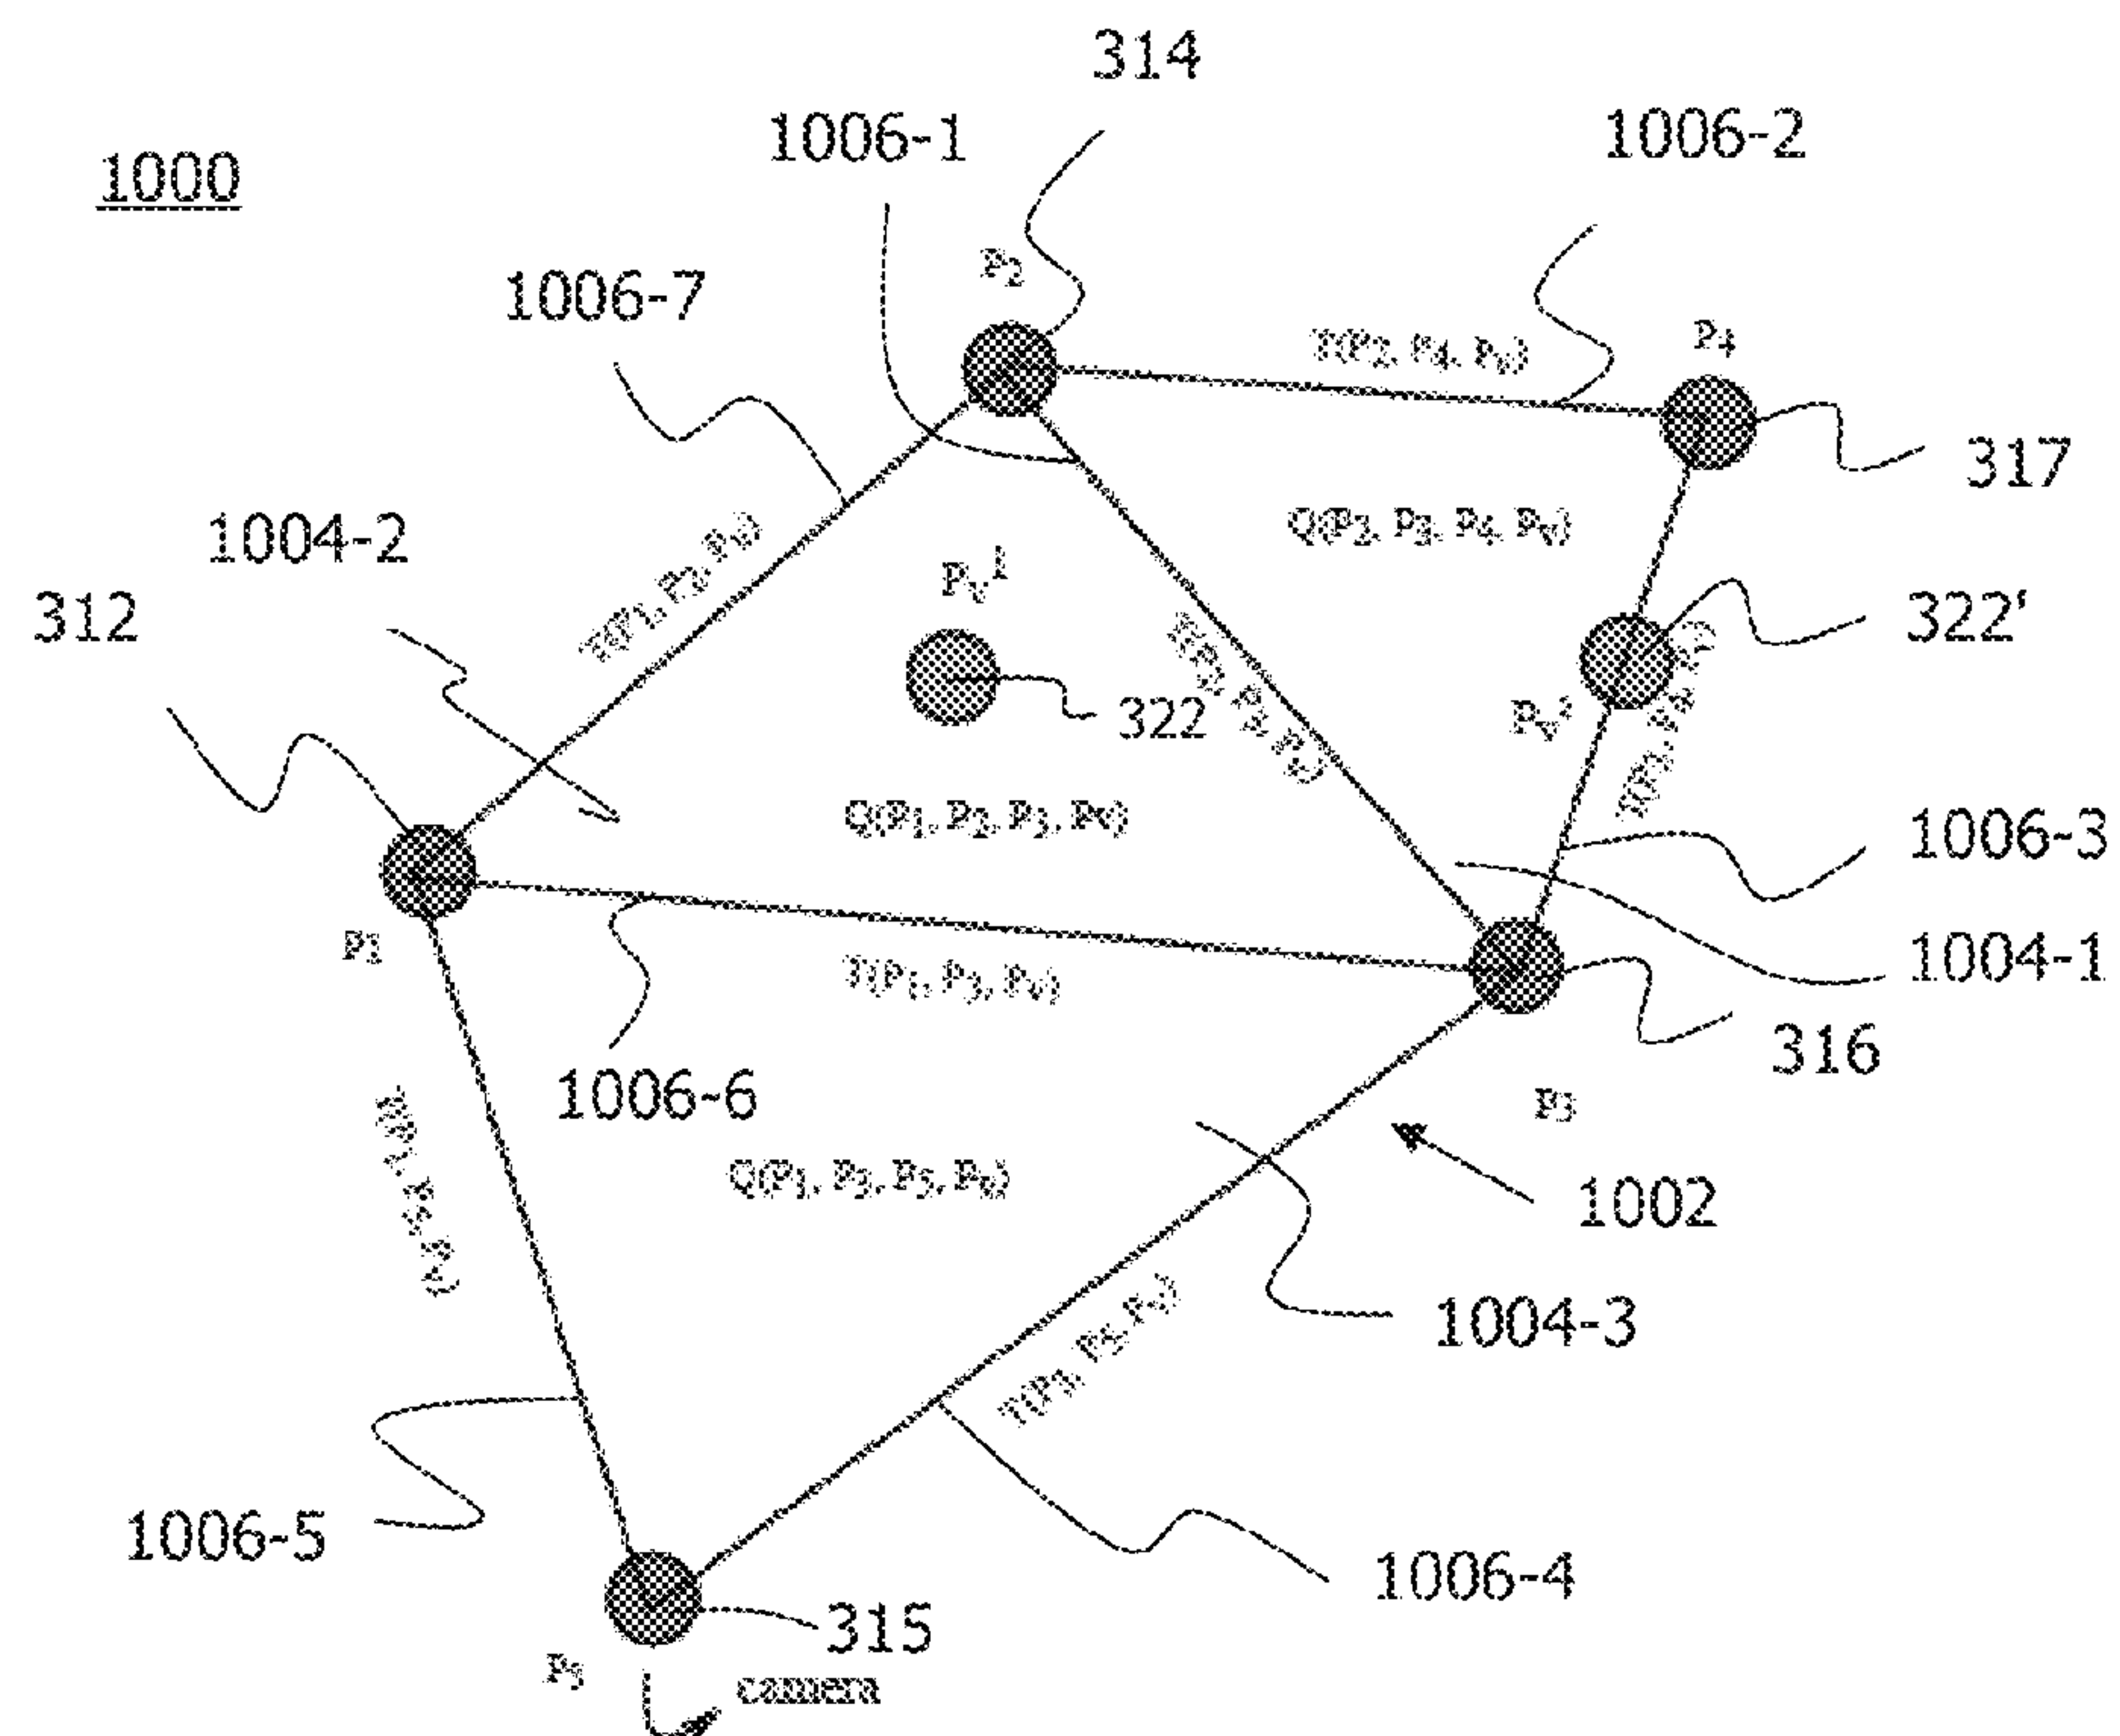 314
1006-1
1006-2
1000
P2
1006-7
P4
T(P2, P4, Pv)
317
1004-2
Q(P2, P3, P4, Pv)
T(P1, P2, Pv)
Pv1
312
322'
322
T(P2, P3, Pv)
Q(P1, P2, P3, Pv)
1006-3
P1
T(P1, P3, Pv)
1004-1
316
1006-6
P3
Q(P1, P3, P5, Pv)
1002
1004-3
T(P3, P5, Pv)
1006-5
1006-4
315
P5
camera